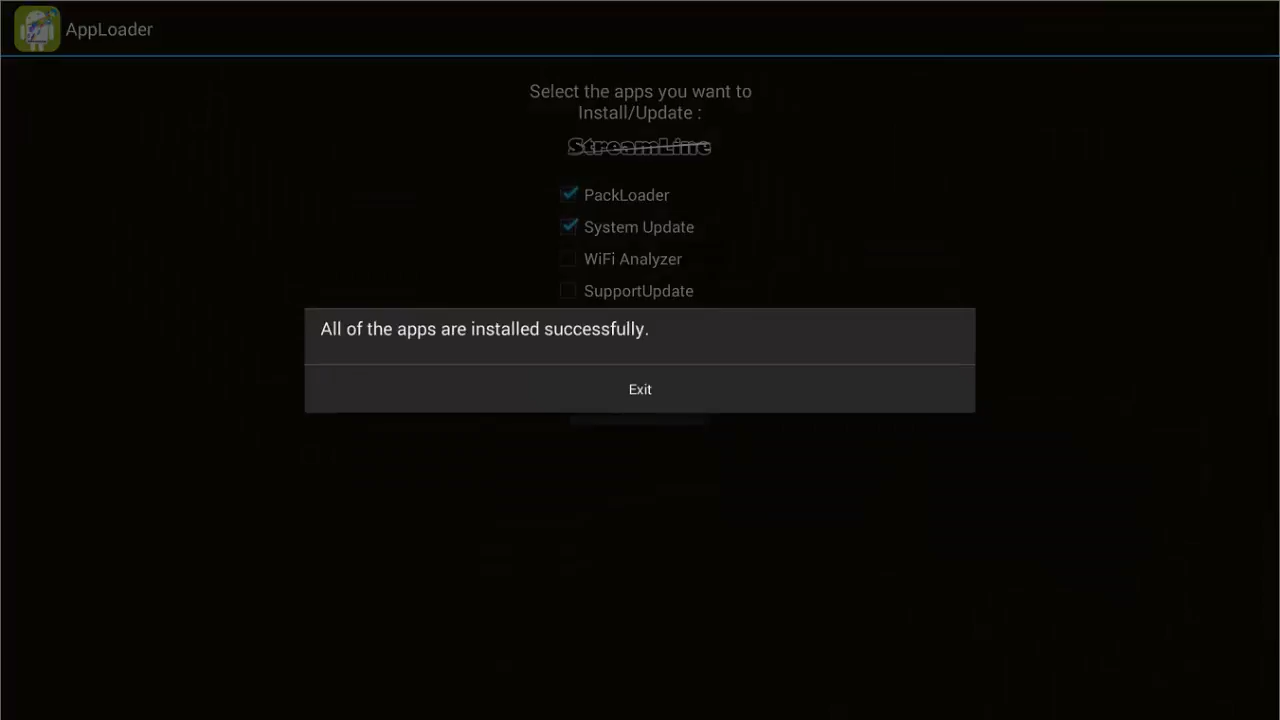 AppLoader
Select the apps you want to
Install/Update :
StreamLine
PackLoader
System Update
WiFi Analyzer
SupportUpdate
All of the apps are installed successfully.
Exit